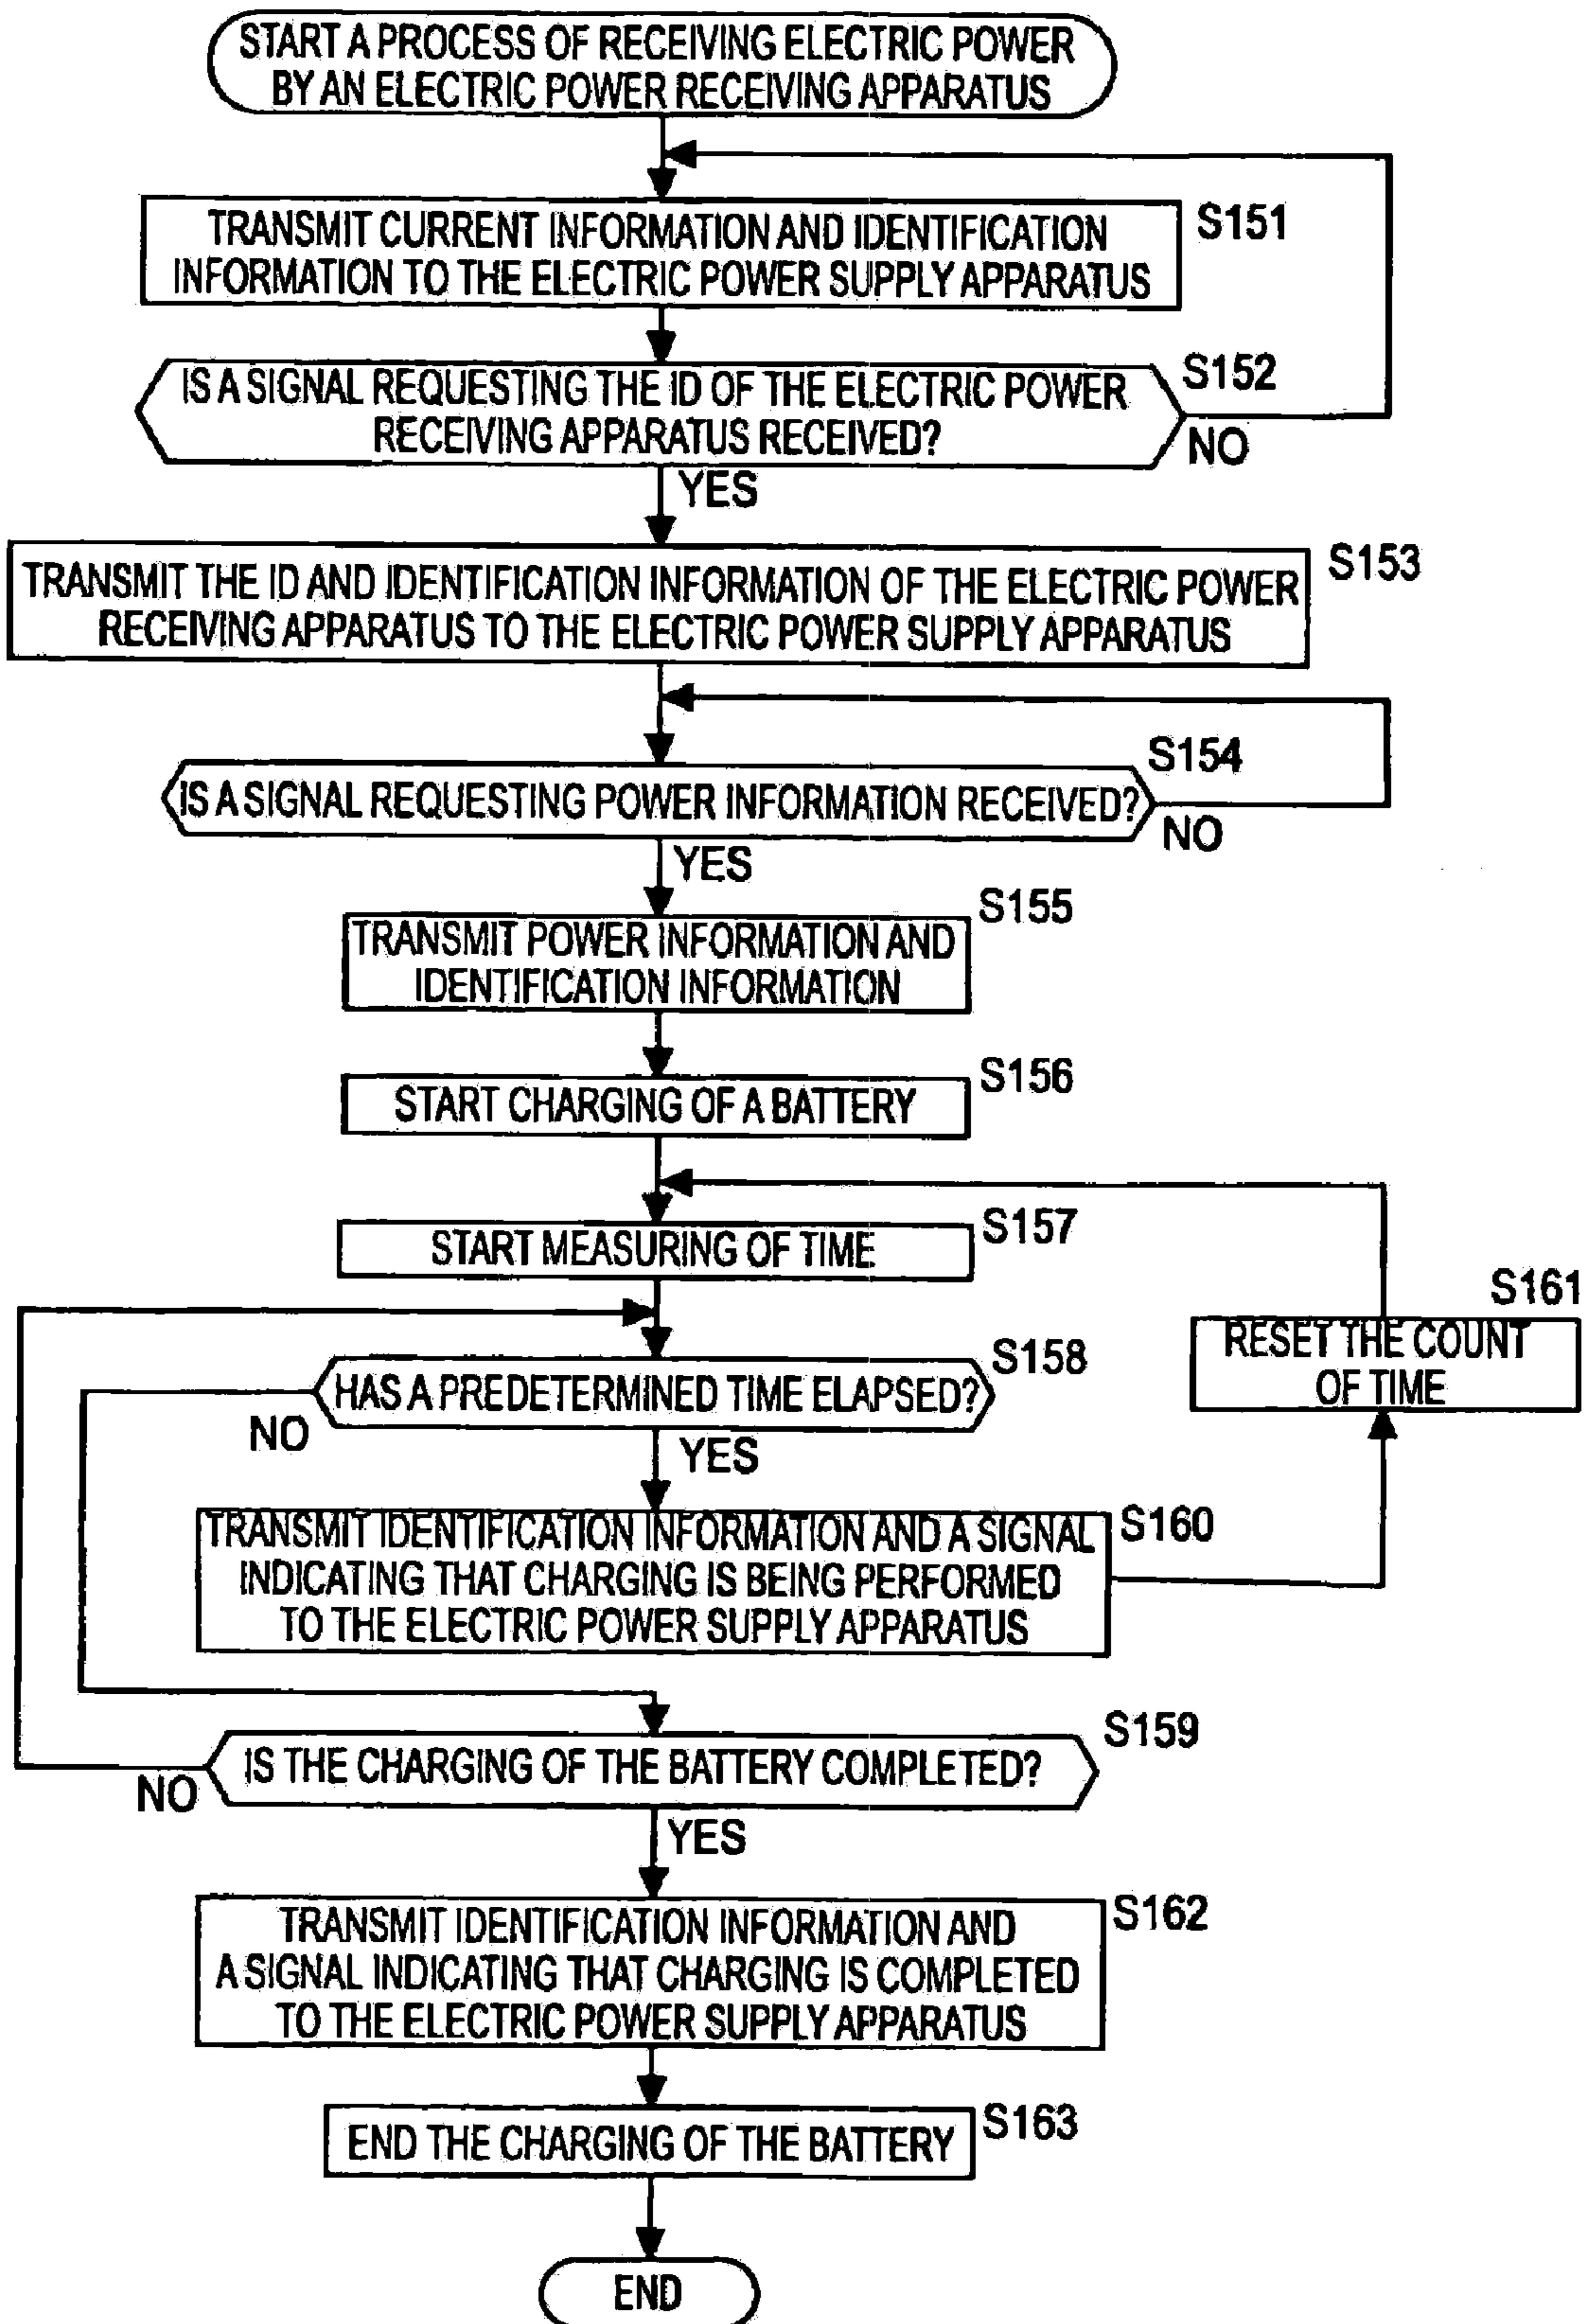 START A PROCESS OF RECEIVING ELECTRIC POWER
BY AN ELECTRIC POWER RECEIVING APPARATUS
TRANSMIT CURRENT INFORMATION AND IDENTIFICATION
INFORMATION TO THE ELECTRIC POWER SUPPLY APPARATUS
S151
IS A SIGNAL REQUESTING THE ID OF THE ELECTRIC POWER
RECEIVING APPARATUS RECEIVED?
S152
NO
YES
TRANSMIT THE ID AND IDENTIFICATION INFORMATION OF THE ELECTRIC POWER
RECEIVING APPARATUS TO THE ELECTRIC POWER SUPPLY APPARATUS
S153
IS A SIGNAL REQUESTING POWER INFORMATION RECEIVED?
S154
NO
YES
TRANSMIT POWER INFORMATION AND
IDENTIFICATION INFORMATION
S155
START CHARGING OF A BATTERY
S156
START MEASURING OF TIME
S157
S161
RESET THE COUNT
OF TIME
HAS A PREDETERMINED TIME ELAPSED?
S158
NO
YES
TRANSMIT IDENTIFICATION INFORMATION AND A SIGNAL
INDICATING THAT CHARGING IS BEING PERFORMED
TO THE ELECTRIC POWER SUPPLY APPARATUS
S160
IS THE CHARGING OF THE BATTERY COMPLETED?
S159
NO
YES
TRANSMIT IDENTIFICATION INFORMATION AND
A SIGNAL INDICATING THAT CHARGING IS COMPLETED
TO THE ELECTRIC POWER SUPPLY APPARATUS
S162
END THE CHARGING OF THE BATTERY
S163
END